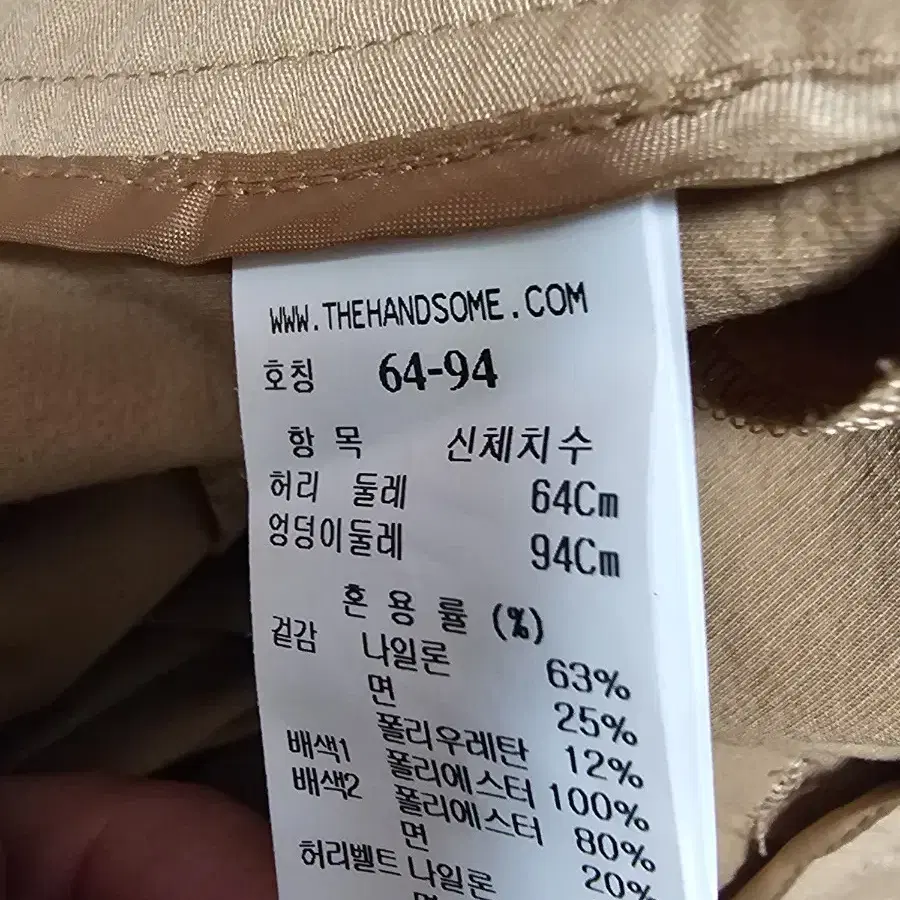 WWW.THEHANDSOME.COM
호칭 64-94
항 목 신체치수
허리 둘레 64Cm
엉덩이둘레 94Cm
혼 용 률 (%)
겉감 나일론 63%
면 25%
폴리우레탄 12%
배색1 폴리에스터 100%
배색2 폴리에스터 80%
면 20%
허리벨트 나일론